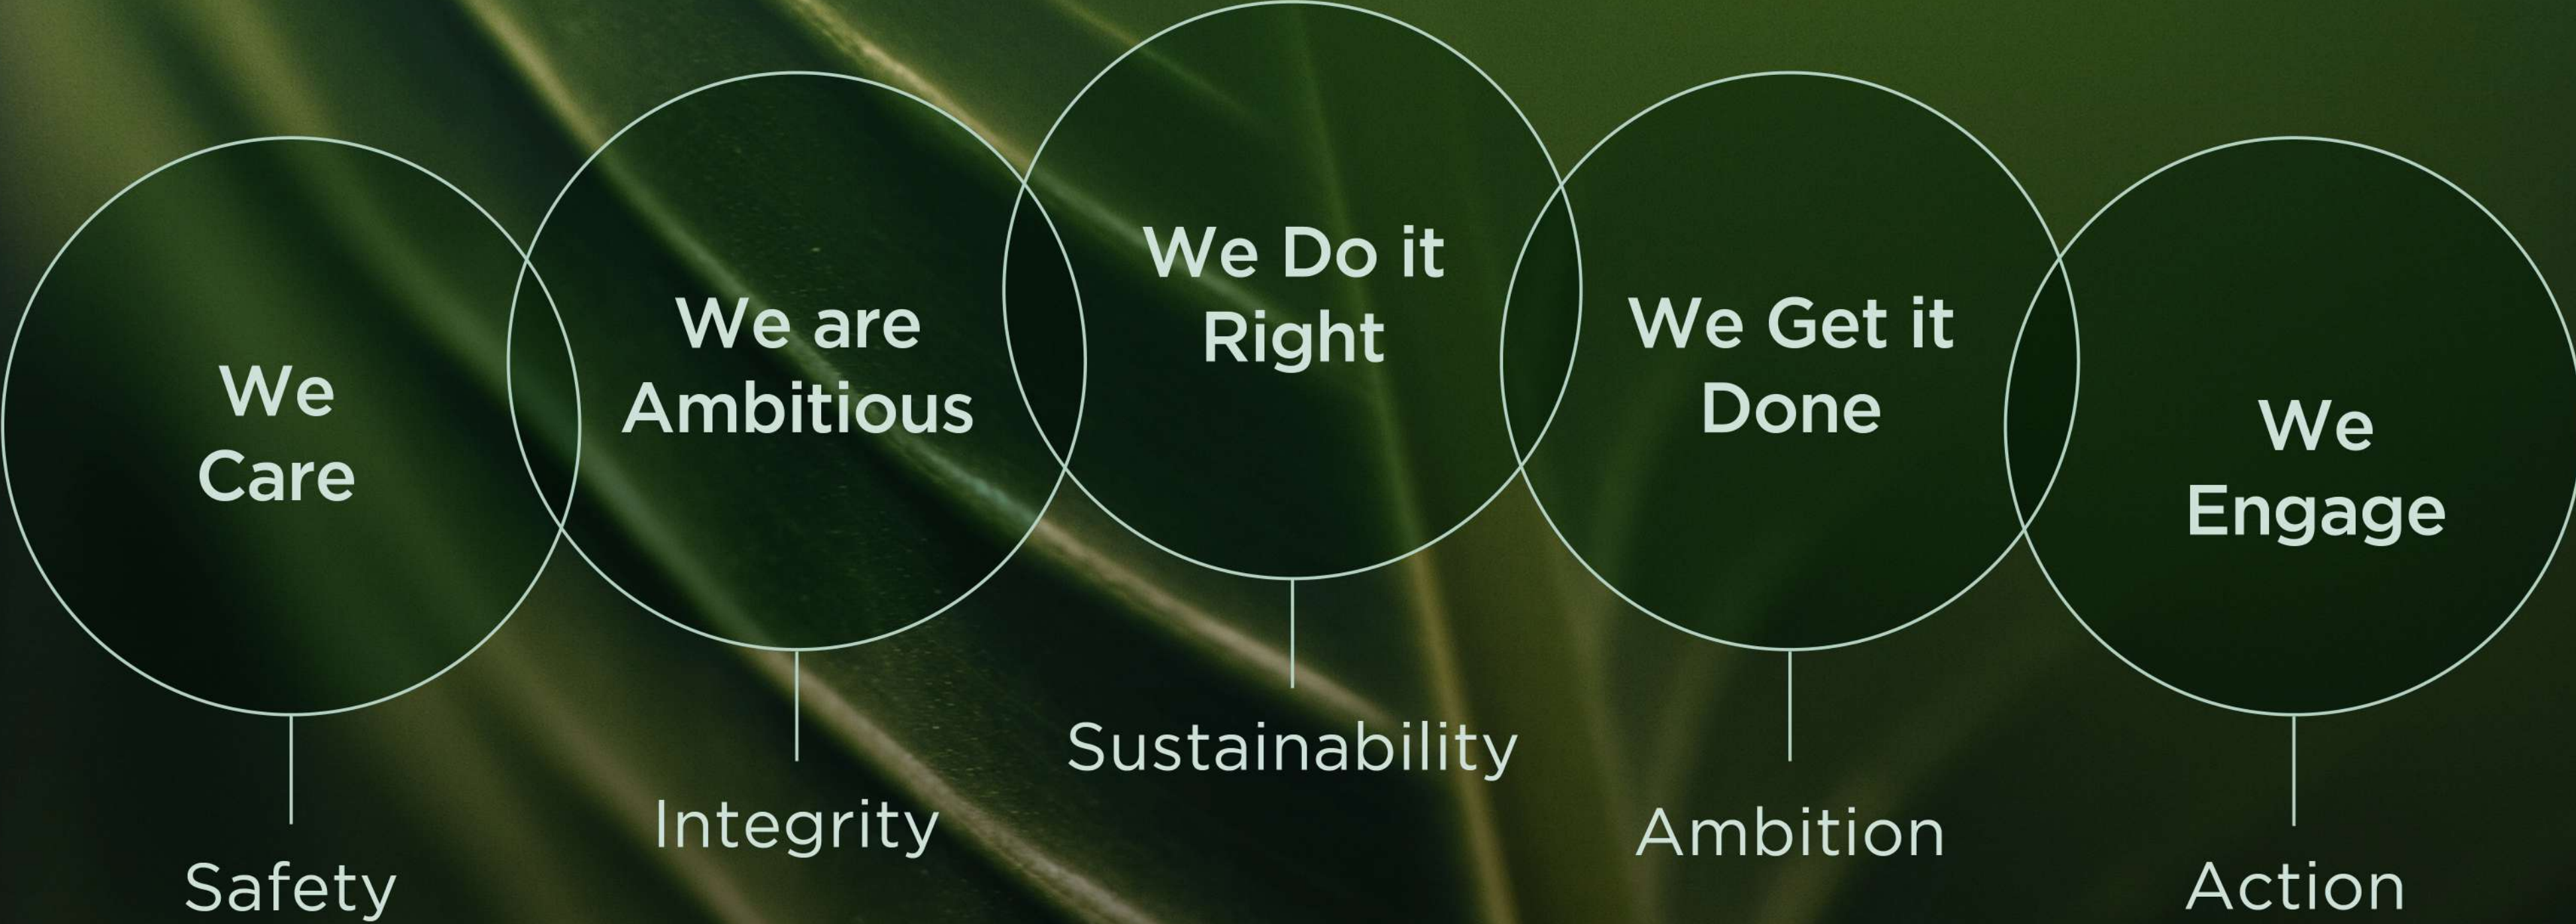 We
Care
We are
Ambitious
We Do it
Right
We Get it
Done
We
Engage
Safety
Integrity
Sustainability
Ambition
Action